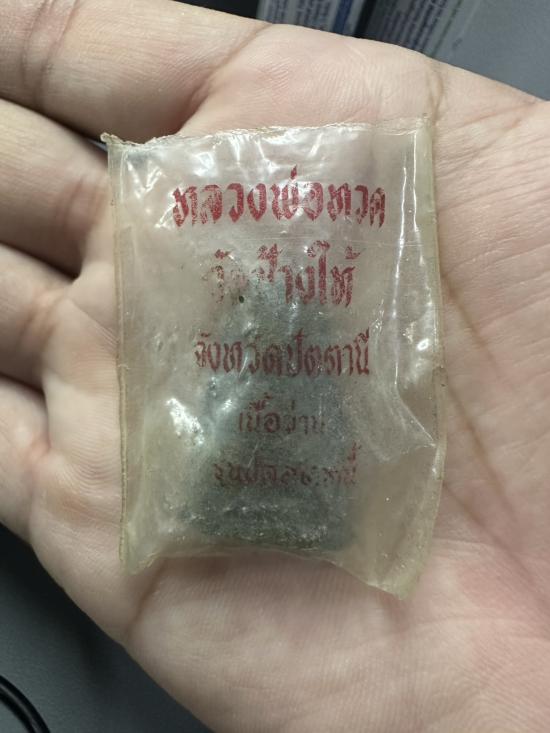 หลวงพ่อทวด
วัดช้างให้
จังหวัดปัตตานี
เนื้อว่าน